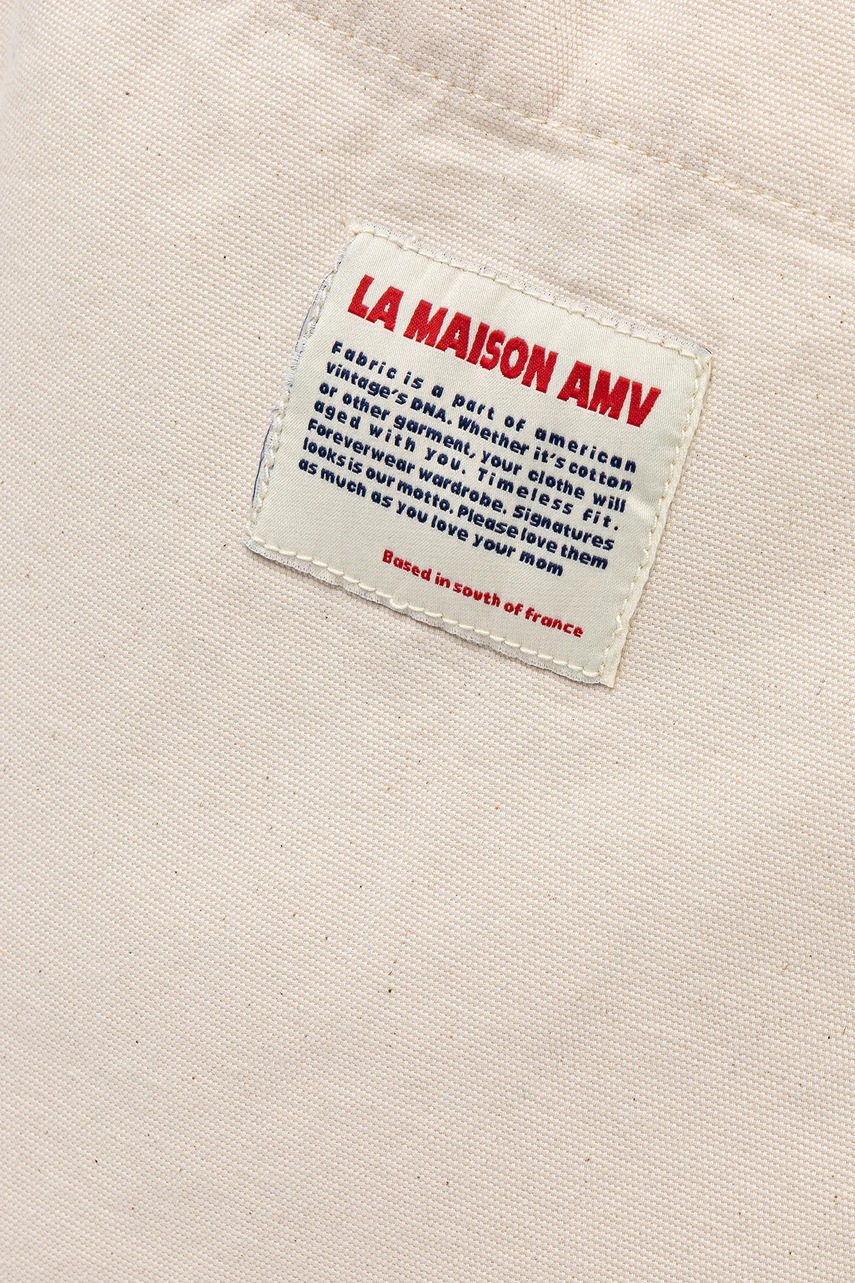 LA MAISON AMV
Fabric is a part of american
vintage's DNA. Whether it's cotton
or other garment, your clothe will
aged with you. Timeless fit.
Foreverwear wardrobe. Signatures
looks is our motto. Please love them
as much as you love your mom
Based in south of france